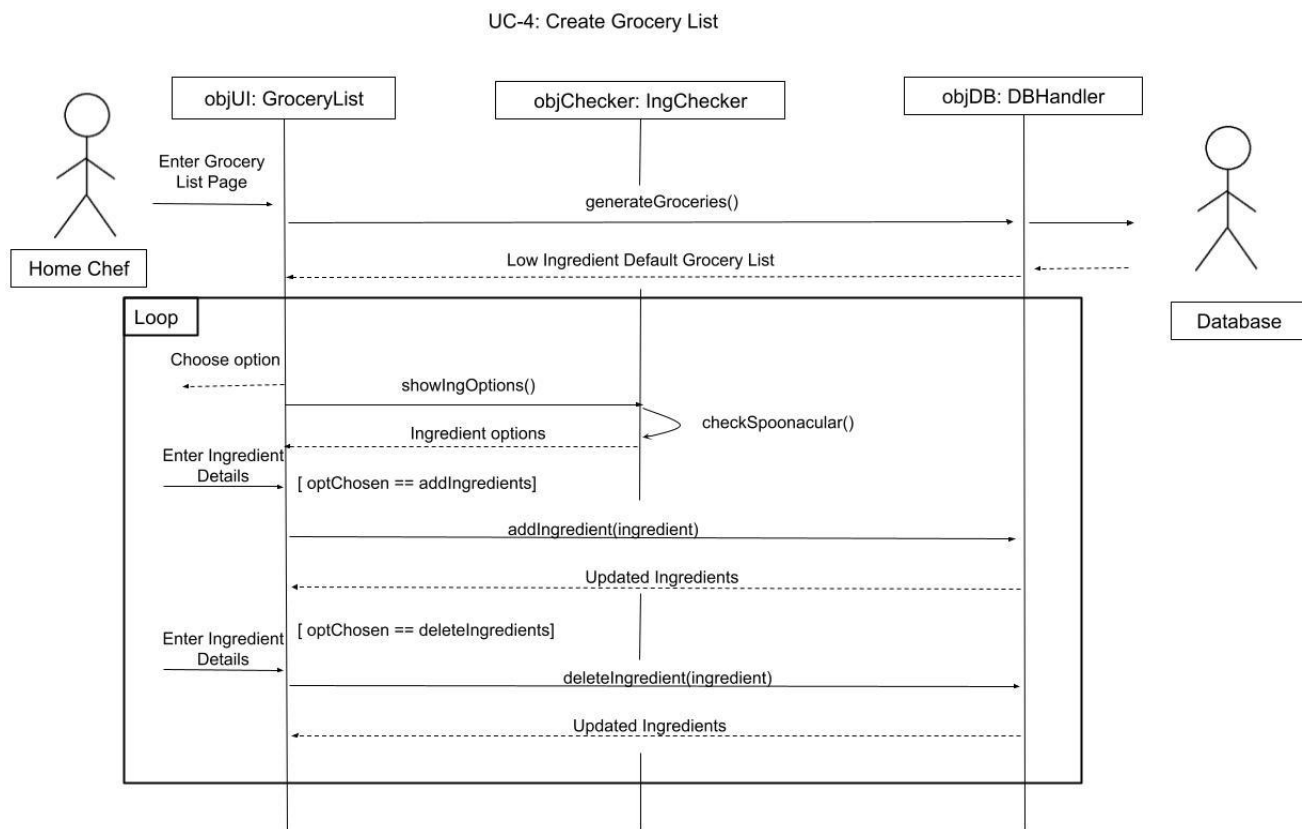 UC-4: Create Grocery List
objUI: GroceryList
objChecker: IngChecker
objDB: DBHandler
Enter Grocery
List Page
generateGroceries()
Home Chef
Low Ingredient Default Grocery List
Database
Loop
Choose option
showIngOptions()
checkSpoonacular()
Ingredient options
Enter Ingredient
Details
[ optChosen == addIngredients]
addIngredient(ingredient)
Updated Ingredients
[ optChosen == deleteIngredients]
Enter Ingredient
Details
deleteIngredient(ingredient)
Updated Ingredients